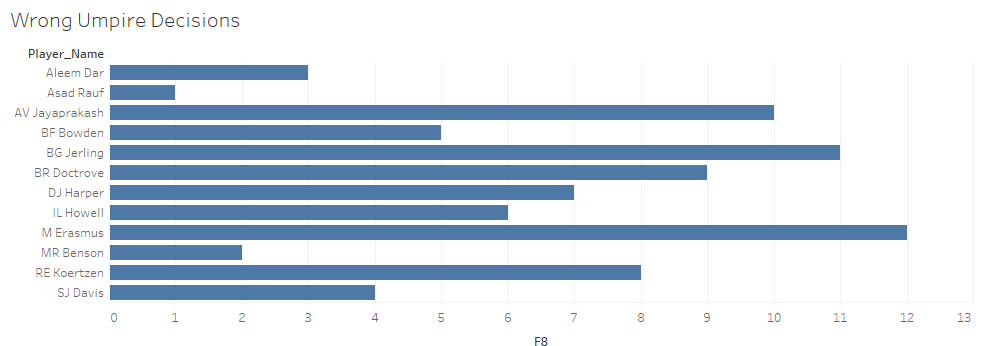 Wrong Umpire Decisions
Player_Name
Aleem Dar
Asad Rauf
AV Jayaprakash
BF Bowden
BG Jerling
BR Doctrove
DJ Harper
IL Howell
M Erasmus
MR Benson
RE Koertzen
SJ Davis
0 1 2 3 4 5 6 7 8 9 10 11 12 13
F8